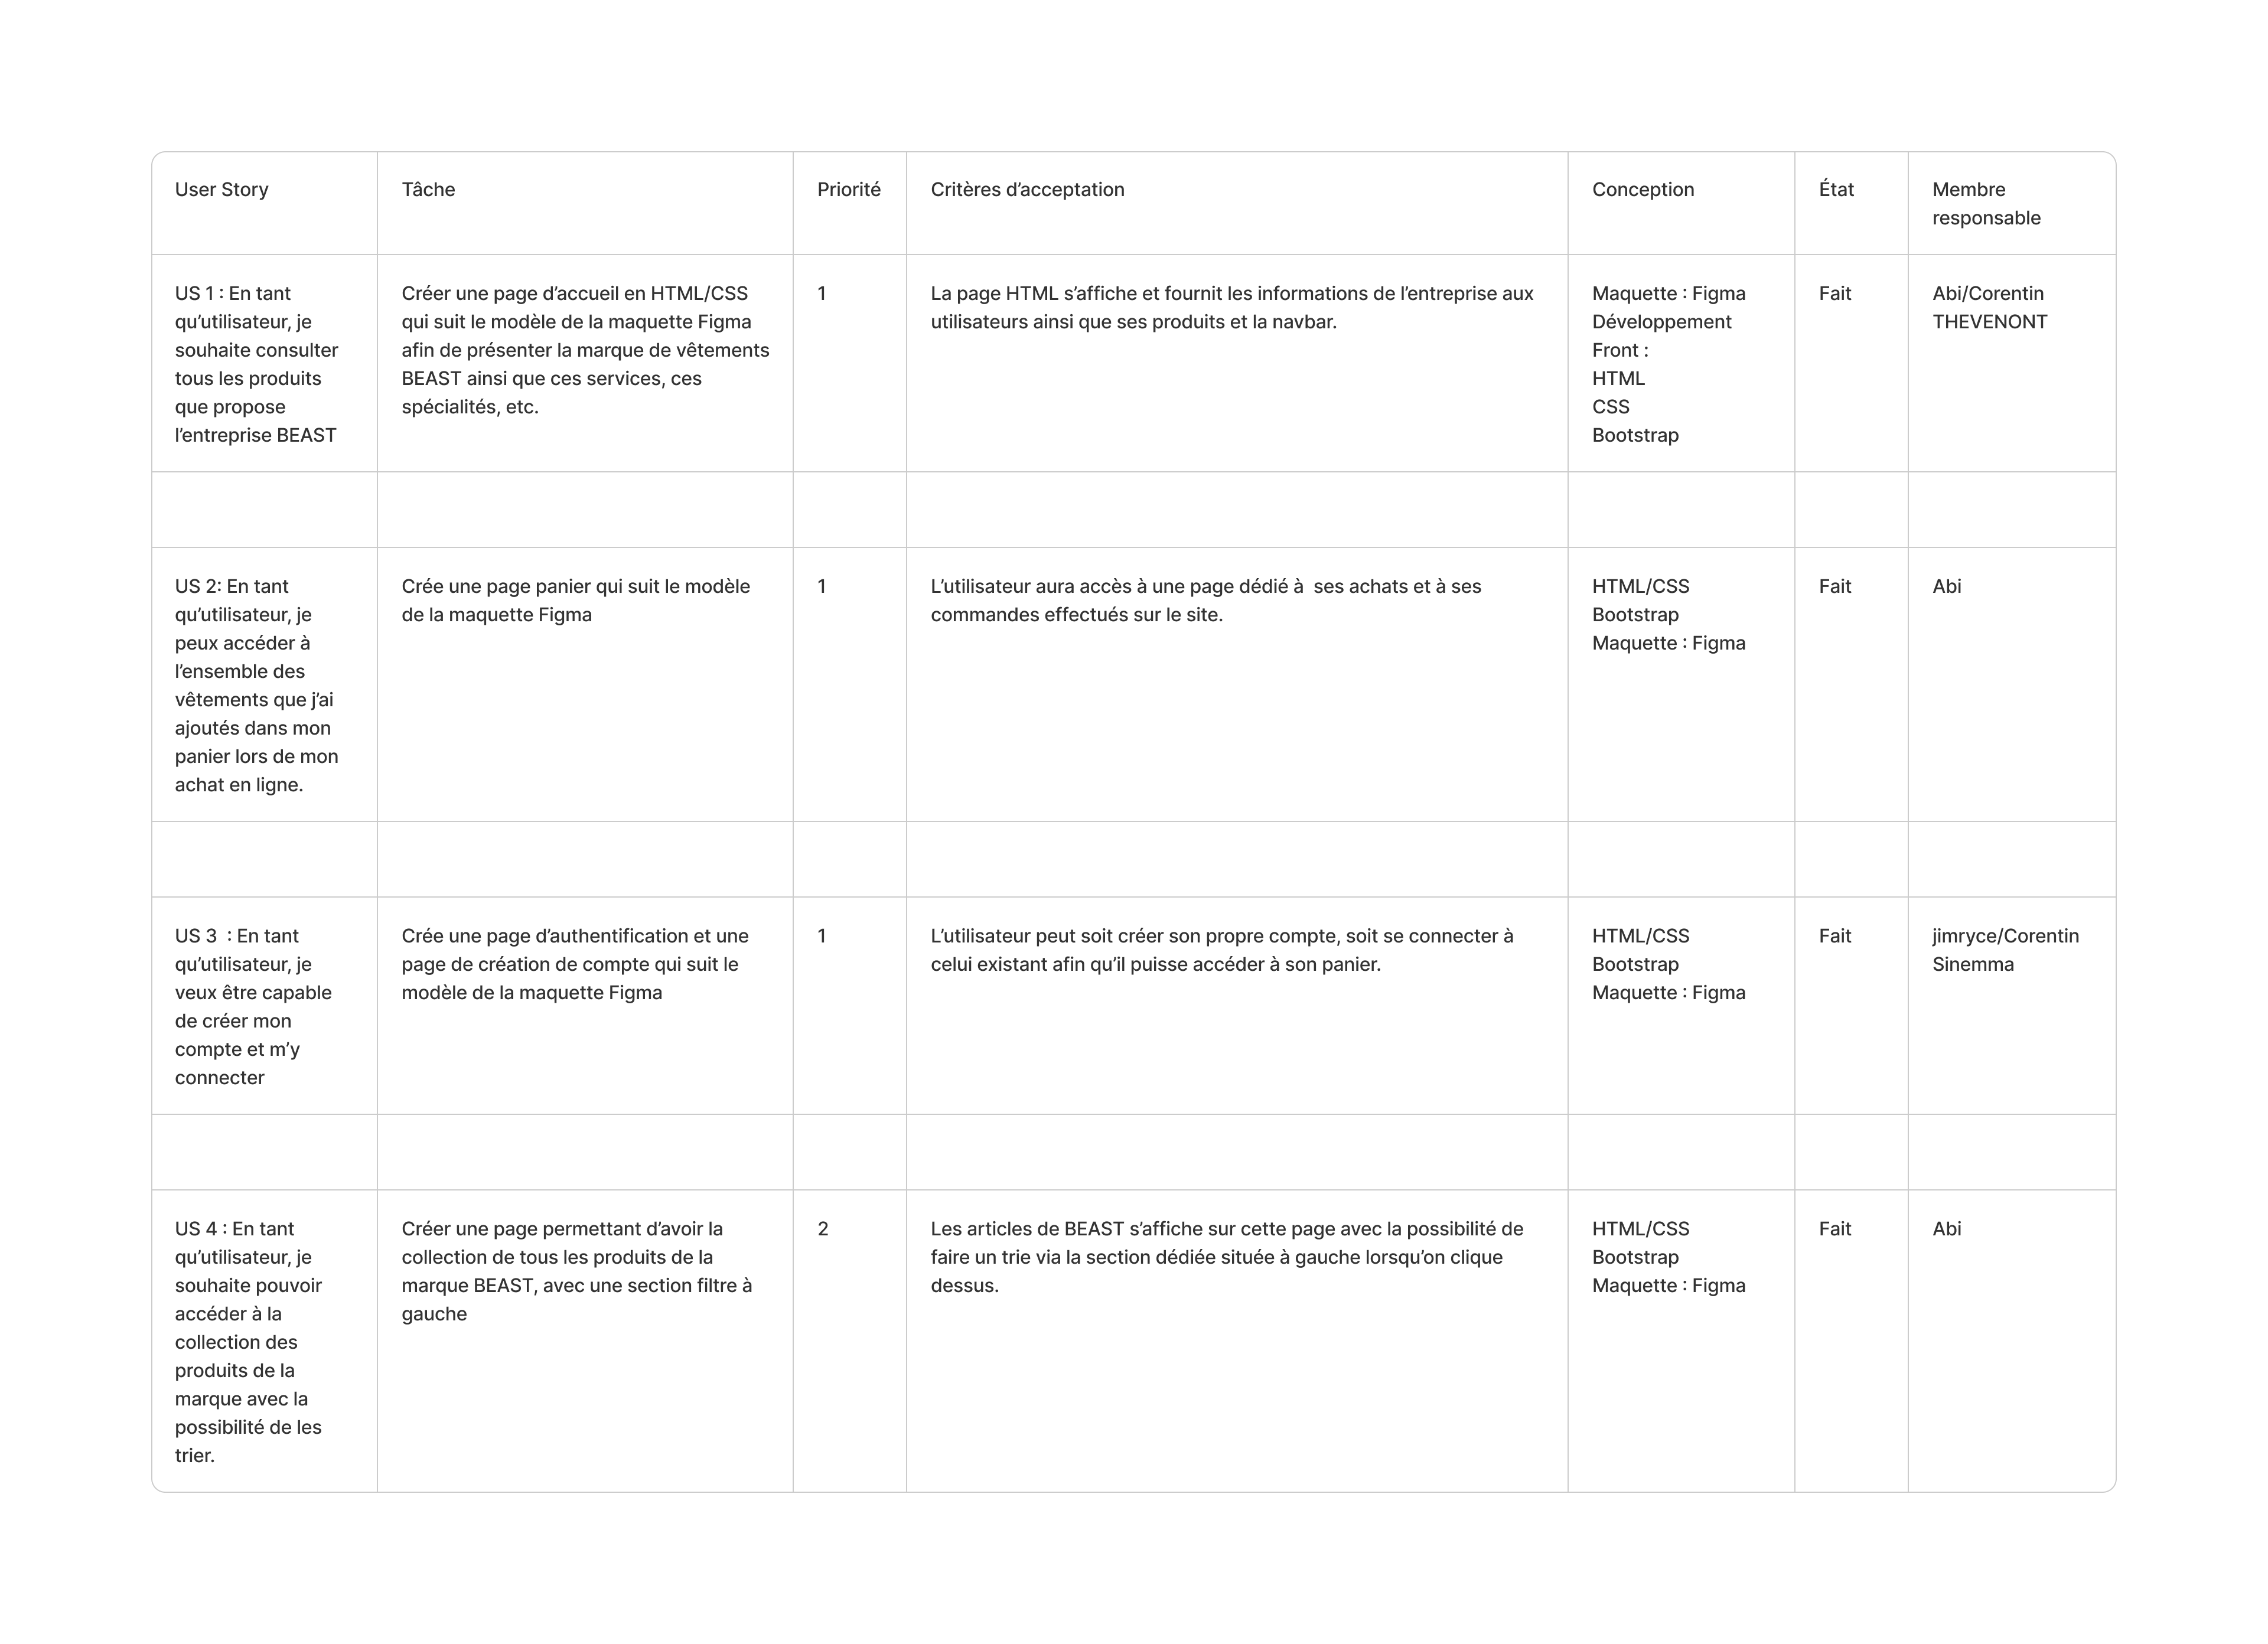 User Story
Tâche
Priorité
Critères d’acceptation
Conception
État
Membre
responsable
US 1 : En tant
qu’utilisateur, je
souhaite consulter
tous les produits
que propose
l’entreprise BEAST
Créer une page d’accueil en HTML/CSS
qui suit le modèle de la maquette Figma
afin de présenter la marque de vêtements
BEAST ainsi que ces services, ces
spécialités, etc.
1
La page HTML s’affiche et fournit les informations de l’entreprise aux
utilisateurs ainsi que ses produits et la navbar.
Maquette : Figma
Développement
Front :
HTML
CSS
Bootstrap
Fait
Abi/Corentin
THEVENONT
US 2: En tant
qu’utilisateur, je
peux accéder à
l’ensemble des
vêtements que j’ai
ajoutés dans mon
panier lors de mon
achat en ligne.
Crée une page panier qui suit le modèle
de la maquette Figma
1
L’utilisateur aura accès à une page dédié à  ses achats et à ses
commandes effectués sur le site.
HTML/CSS
Bootstrap
Maquette : Figma
Fait
Abi
US 3  : En tant
qu’utilisateur, je
veux être capable
de créer mon
compte et m’y
connecter
Crée une page d’authentification et une
page de création de compte qui suit le
modèle de la maquette Figma
1
L’utilisateur peut soit créer son propre compte, soit se connecter à
celui existant afin qu’il puisse accéder à son panier.
HTML/CSS
Bootstrap
Maquette : Figma
Fait
jimryce/Corentin
Sinemma
US 4 : En tant
qu’utilisateur, je
souhaite pouvoir
accéder à la
collection des
produits de la
marque avec la
possibilité de les
trier.
Créer une page permettant d’avoir la
collection de tous les produits de la
marque BEAST, avec une section filtre à
gauche
2
Les articles de BEAST s’affiche sur cette page avec la possibilité de
faire un trie via la section dédiée située à gauche lorsqu’on clique
dessus.
HTML/CSS
Bootstrap
Maquette : Figma
Fait
Abi